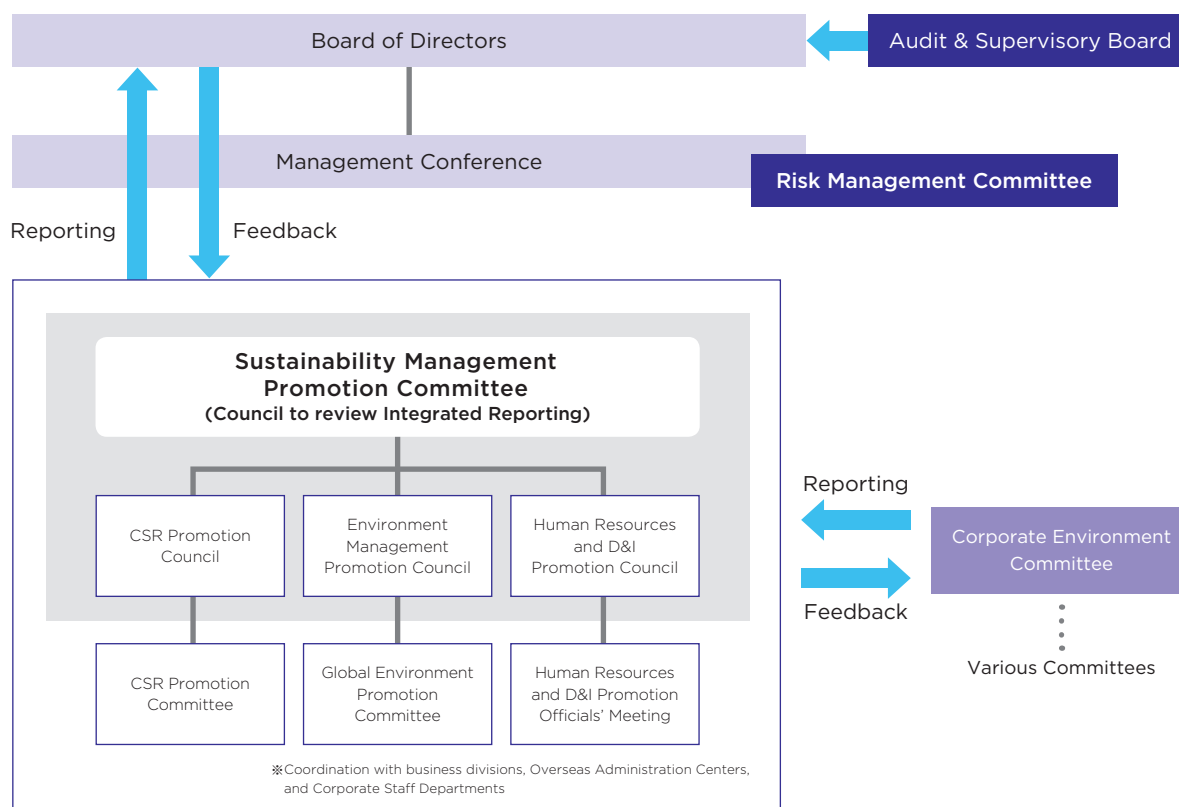 Board of Directors
Audit & Supervisory Board
Management Conference
Risk Management Committee
Reporting
Feedback
Sustainability Management
Promotion Committee
(Council to review Integrated Reporting)
CSR Promotion
Council
Environment
Management
Promotion Council
Human Resources
and D&I
Promotion Council
Reporting
Feedback
Corporate Environment
Committee
Various Committees
CSR Promotion
Committee
Global Environment
Promotion
Committee
Human Resources
and D&I Promotion
Officials’ Meeting
※Coordination with business divisions, Overseas Administration Centers,
and Corporate Staff Departments